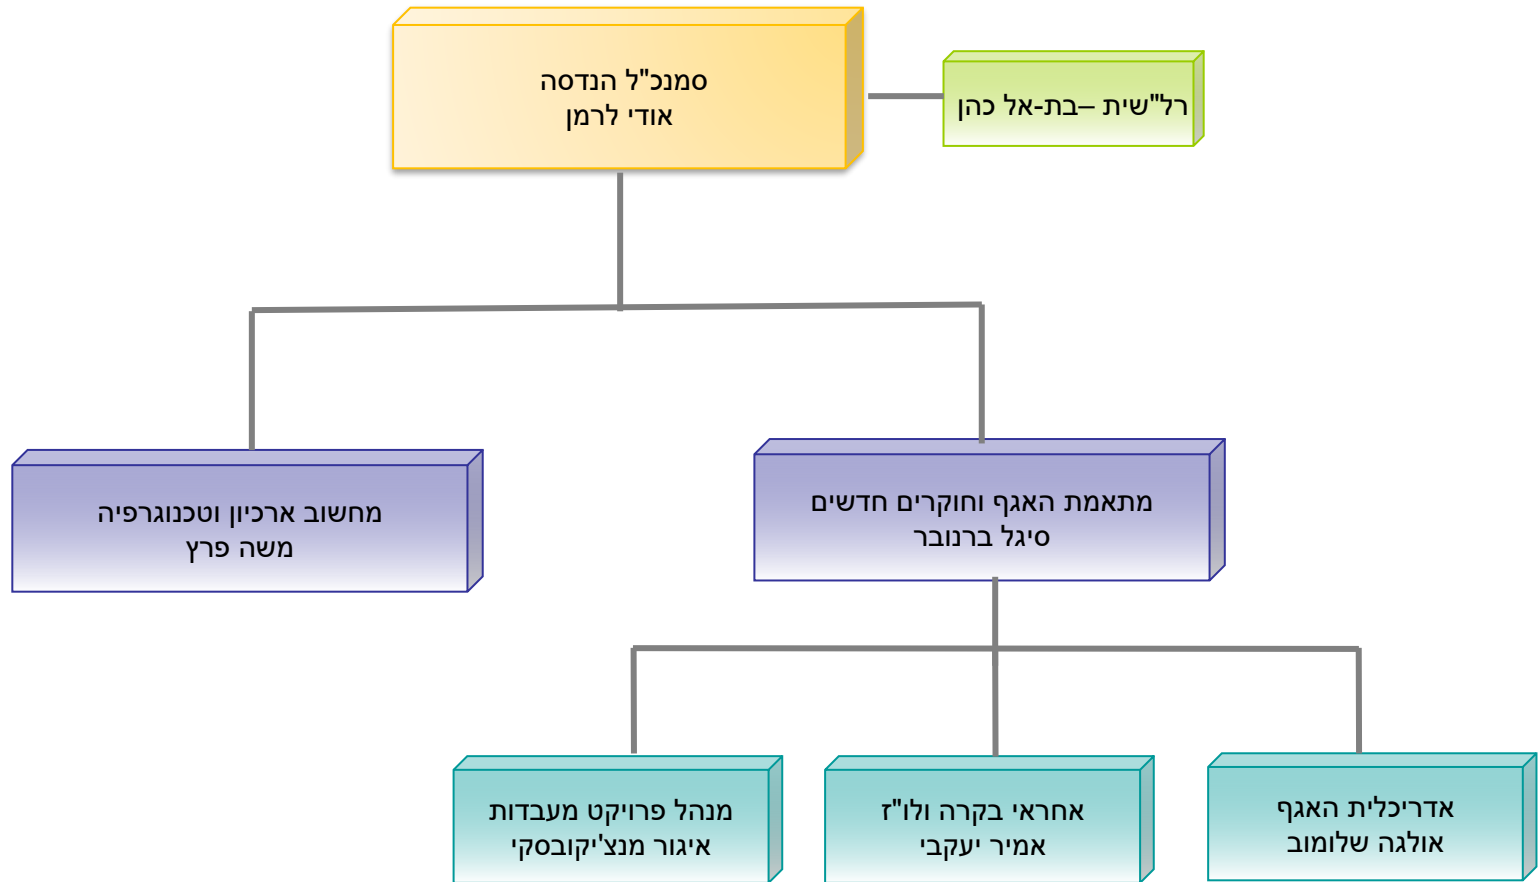 סמנכ"ל הנדסה
אודי לרמן
רל"שית –בת-אל כהן
מתאמת האגף וחוקרים חדשים
סיגל ברנובר
מחשוב ארכיון וטכנוגרפיה
משה פרץ
אדריכלית האגף
אולגה שלומוב
אחראי בקרה ולו"ז
אמיר יעקבי
מנהל פרויקט מעבדות
איגור מנצ'יקובסקי